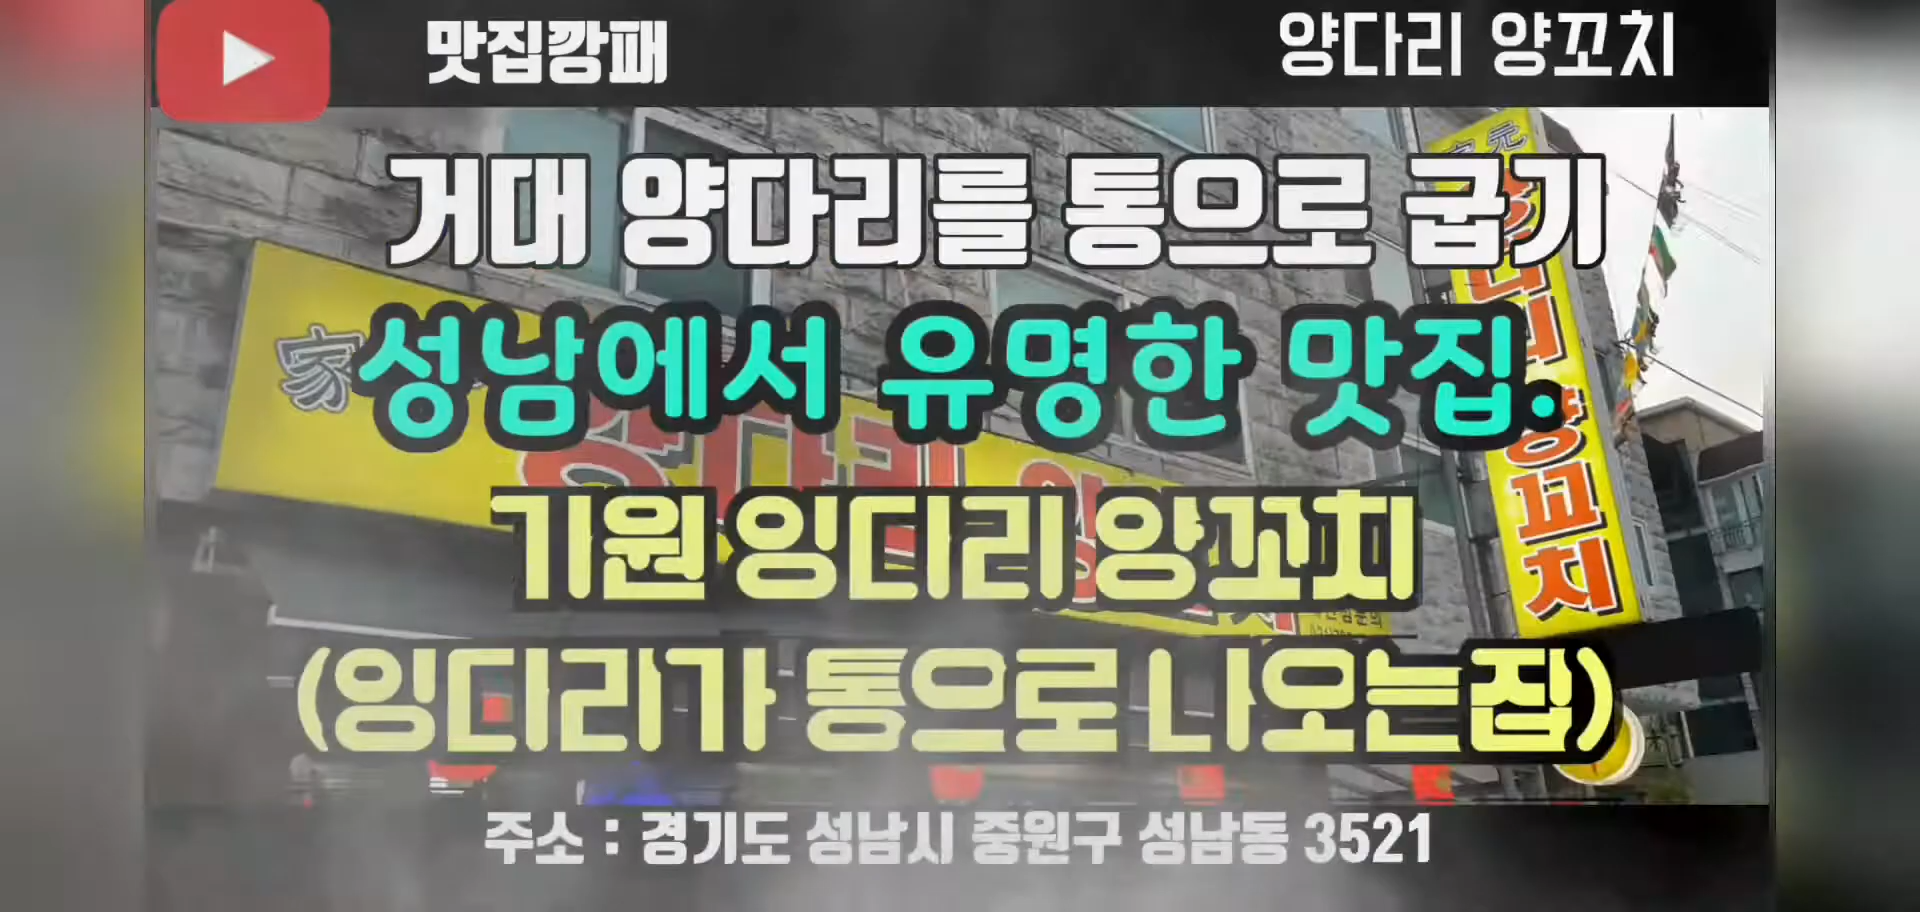 맛집깡패
양다리 양꼬치
거대 양다리를 통으로 굽기
성남에서 유명한 맛집.
家
기원 잉다리 양꼬치
(잉다리가 통으로 나오는집)
주소 : 경기도 성남시 중원구 성남동 3521